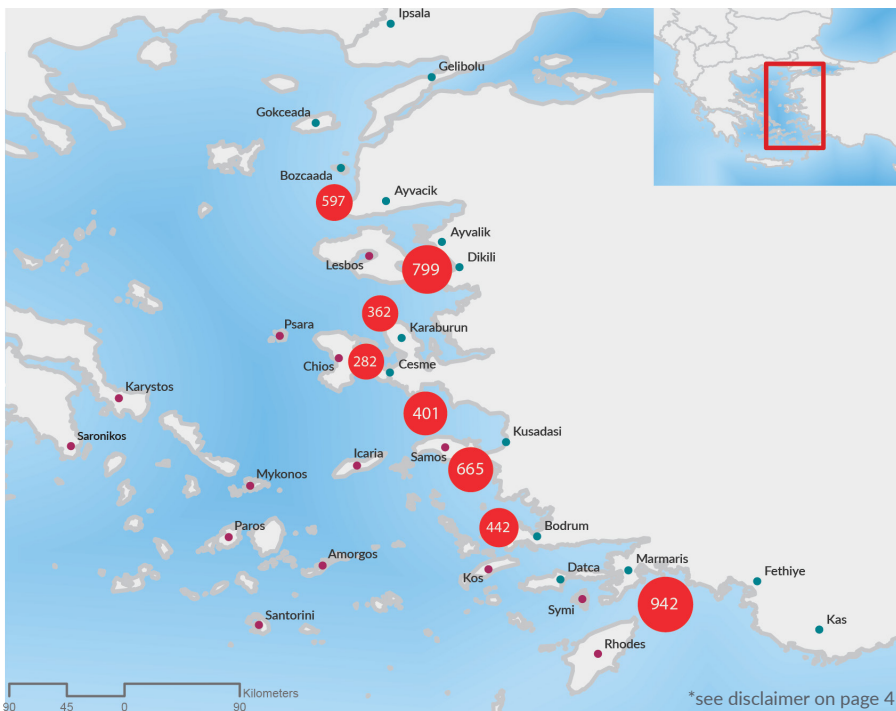 Ipsala
Gelibolu
Gokceada
Bozcaada
597
Ayvacik
Ayvalik
Lesbos
799
Dikili
362
Psara
Karaburun
Chios
282
Cesme
Karystos
401
Saronikos
Kusadasi
Icaria
Samos
665
Mykonos
442
Bodrum
Paros
Amorgos
Kos
Datca
Marmaris
Fethiye
Symi
942
Santorini
Kas
Rhodes
Kilometers
90 45 0 90
*see disclaimer on page 4